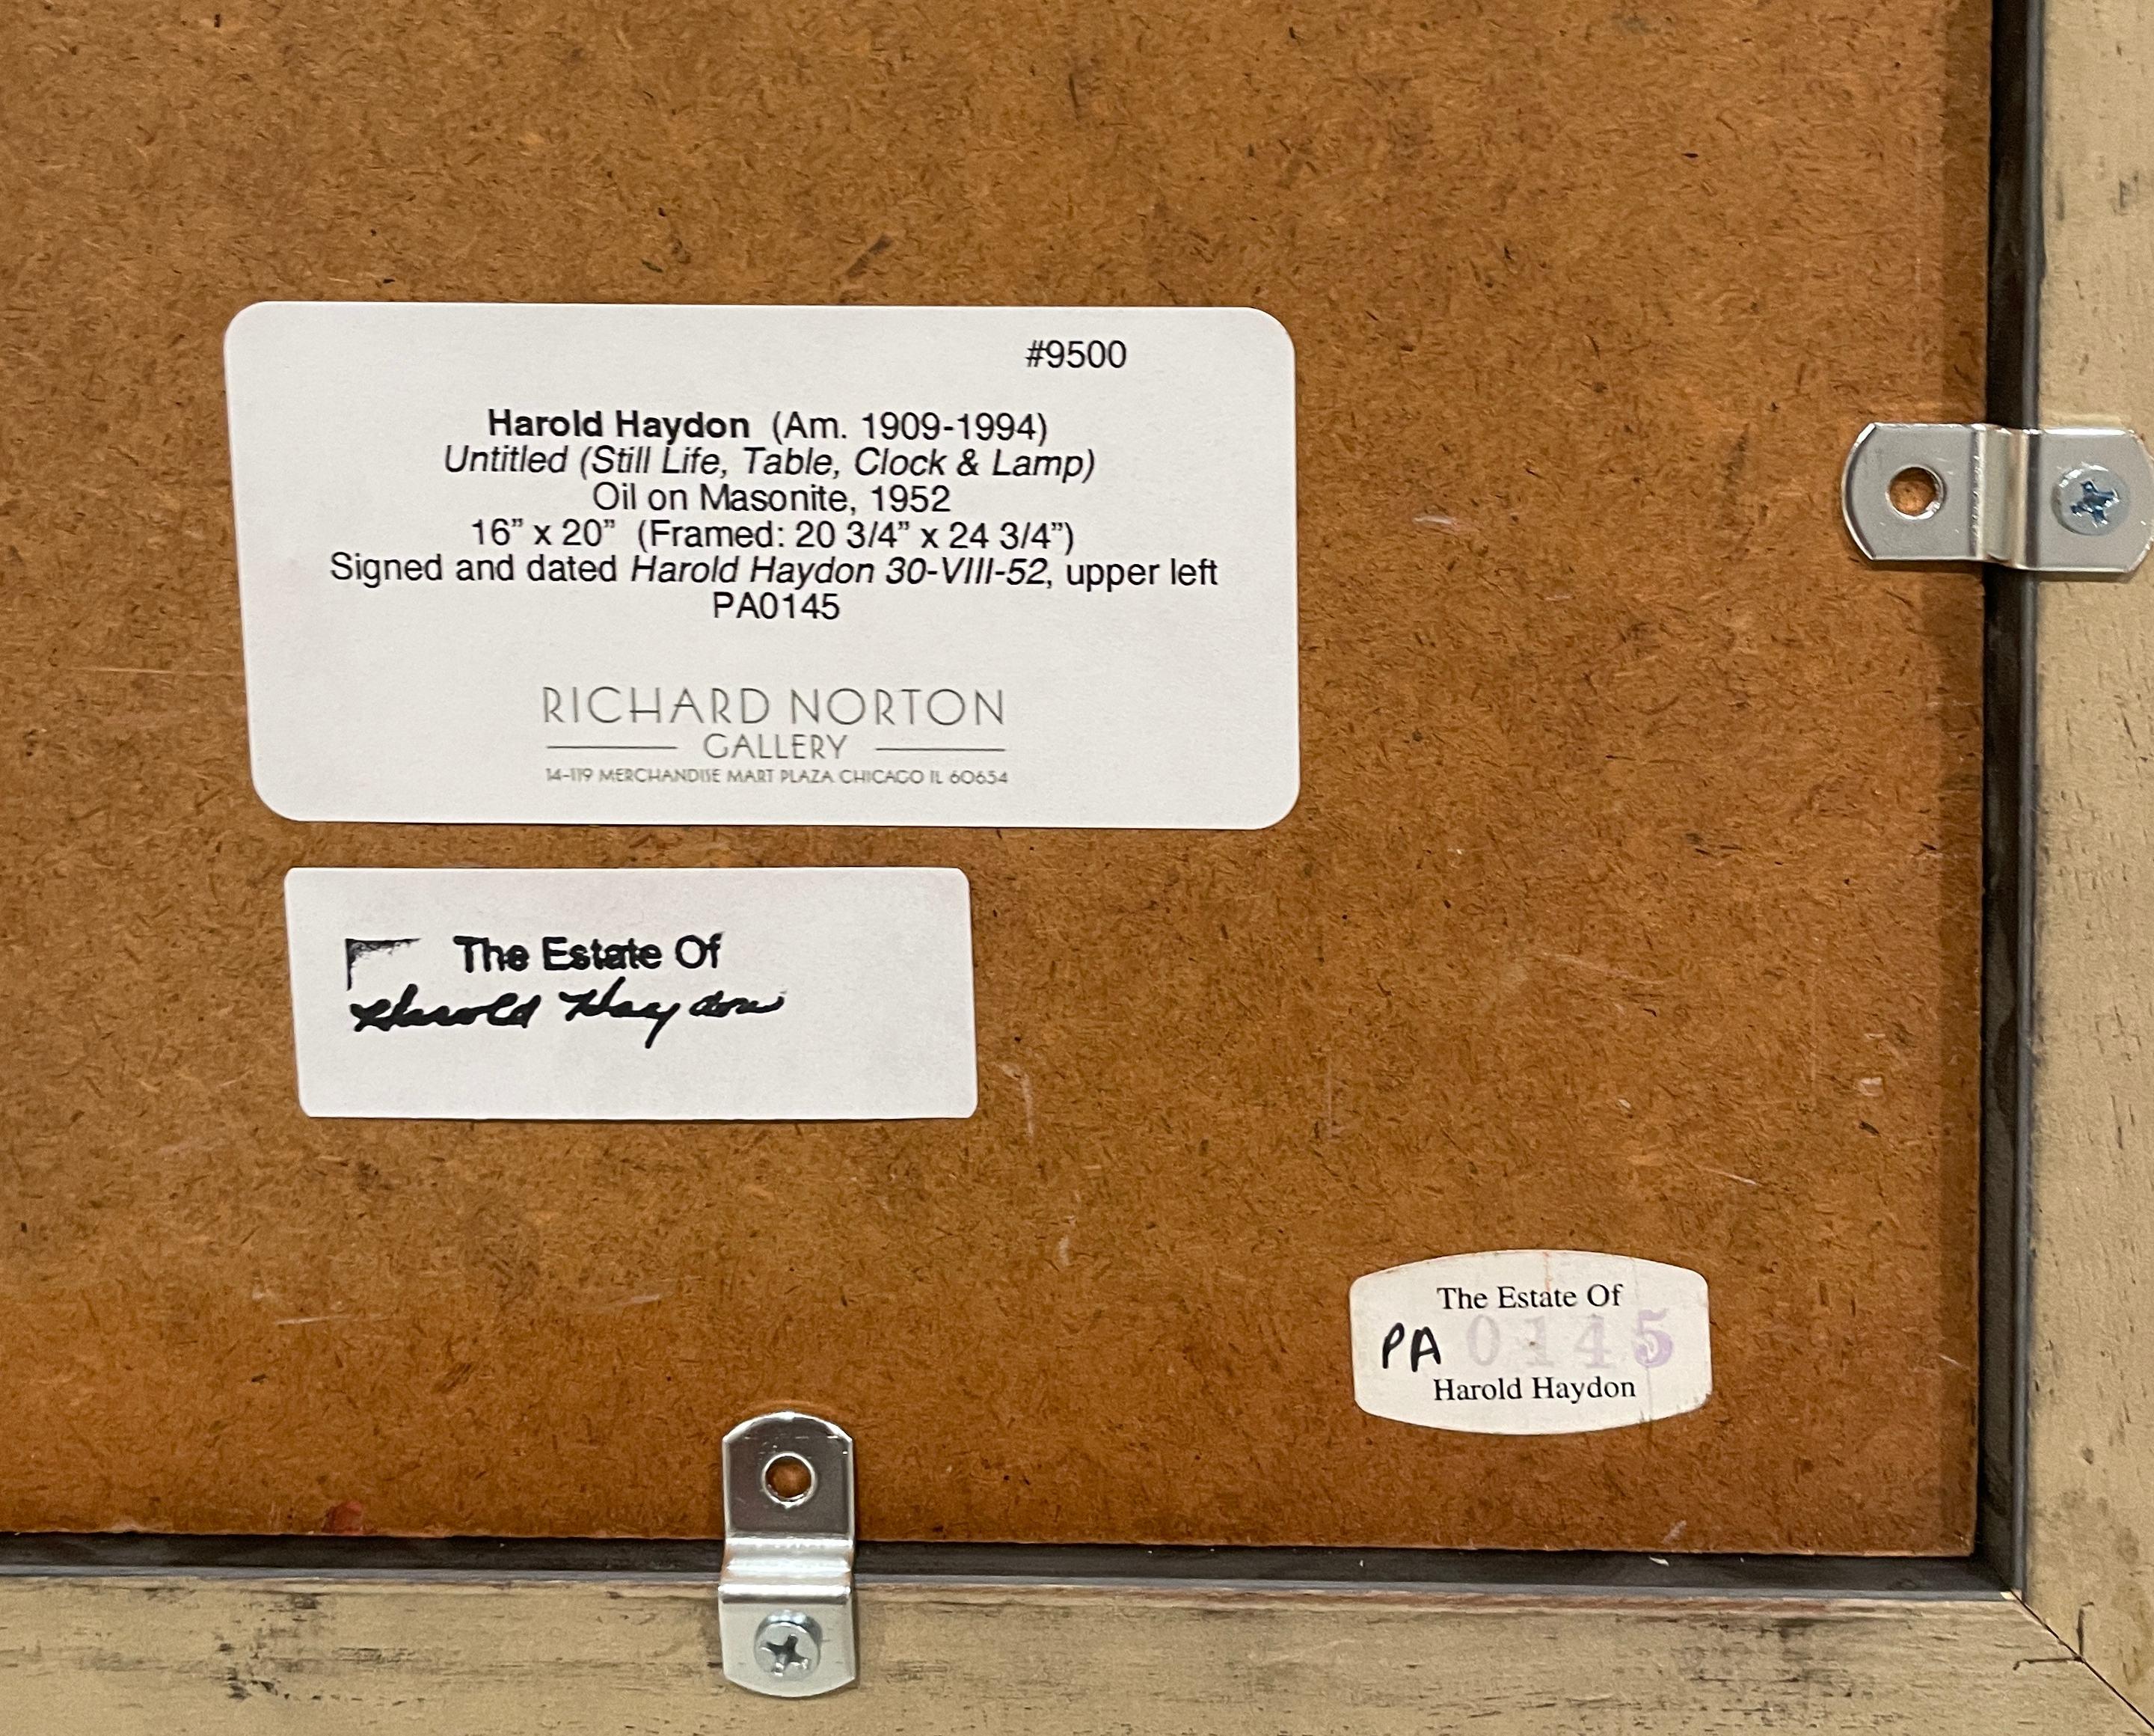 #9500
Harold Haydon (Am. 1909-1994)
Untitled (Still Life, Table, Clock & Lamp)
Oil on Masonite, 1952
16” x 20” (Framed: 20 3/4” x 24 3/4”)
Signed and dated Harold Haydon 30-VIII-52, upper left
PA0145
RICHARD NORTON
GALLERY
14-119 MERCHANDISE MART PLAZA CHICAGO IL 60654
The Estate Of
Harold Haydon
The Estate Of
PA 0145
Harold Haydon